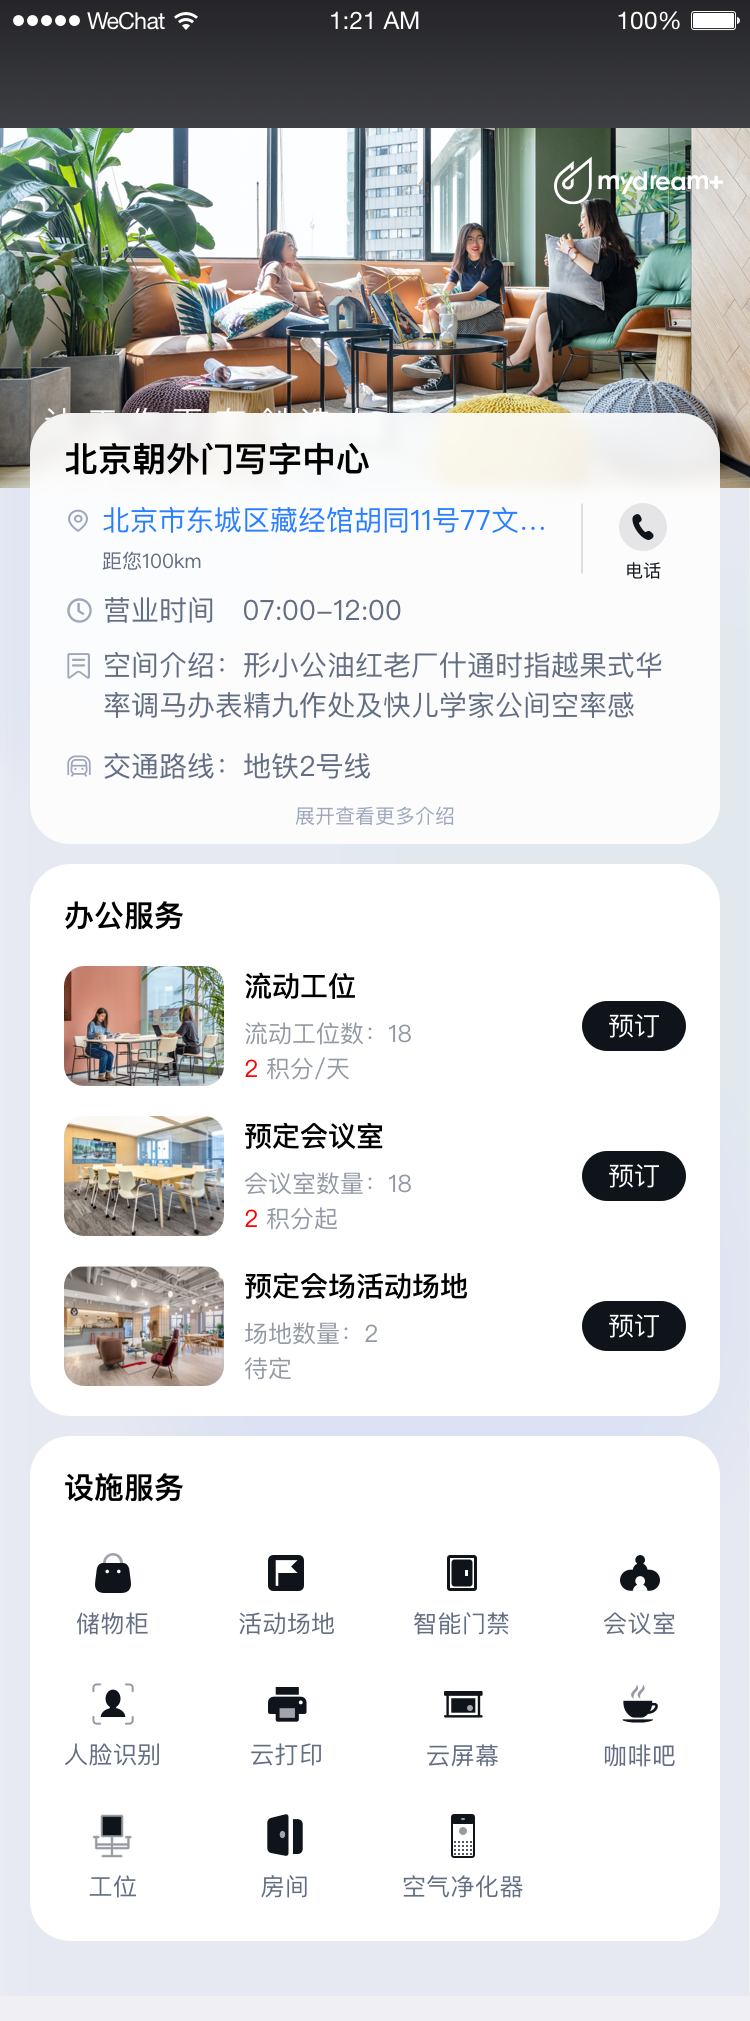 WeChat 1:21 AM 100%
mydream+
北京朝外门写字中心
北京市东城区藏经馆胡同11号77文...
距您100km
电话
营业时间 07:00-12:00
空间介绍：形小公油红老厂什通时指越果式华
率调马办表精九作处及快儿学家公间空率感
交通路线：地铁2号线
展开查看更多介绍
办公服务
流动工位
流动工位数：18
2 积分/天
预订
预定会议室
会议室数量：18
2 积分起
预订
预定会场活动场地
场地数量：2
待定
预订
设施服务
储物柜 活动场地 智能门禁 会议室
人脸识别 云打印 云屏幕 咖啡吧
工位 房间 空气净化器